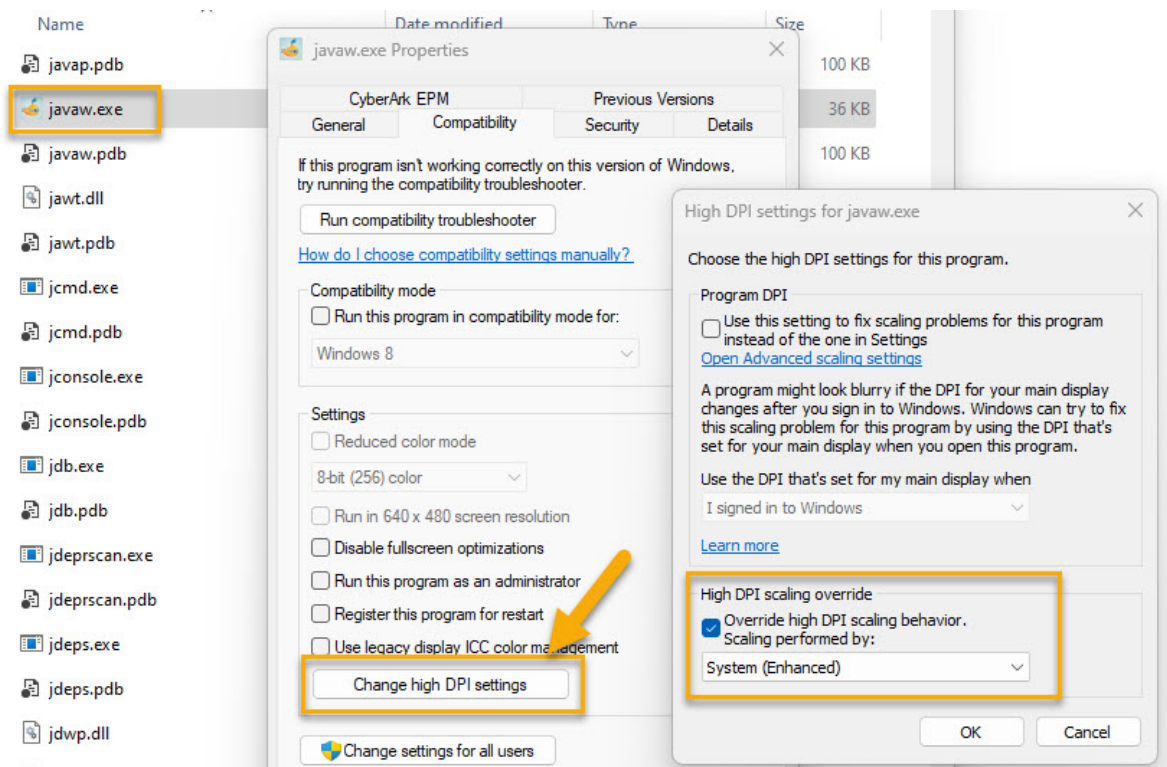 Name
Date modified
Type
Size
javap.pdb
100 KB
javaw.exe
36 KB
javaw.pdb
100 KB
jawt.dll
jawt.pdb
jcmd.exe
jcmd.pdb
jconsole.exe
jconsole.pdb
jdb.exe
jdb.pdb
jdeprscan.exe
jdeprscan.pdb
jdeps.exe
jdeps.pdb
jdwp.dll
javaw.exe Properties
CyberArk EPM
Previous Versions
General
Compatibility
Security
Details
If this program isn't working correctly on this version of Windows,
try running the compatibility troubleshooter.
Run compatibility troubleshooter
How do I choose compatibility settings manually?
Compatibility mode
Run this program in compatibility mode for:
Windows 8
Settings
Reduced color mode
8-bit (256) color
Run in 640 x 480 screen resolution
Disable fullscreen optimizations
Run this program as an administrator
Register this program for restart
Use legacy display ICC color management
Change high DPI settings
Change settings for all users
High DPI settings for javaw.exe
Choose the high DPI settings for this program.
Program DPI
Use this setting to fix scaling problems for this program
instead of the one in Settings
Open Advanced scaling settings
A program might look blurry if the DPI for your main display
changes after you sign in to Windows. Windows can try to fix
this scaling problem for this program by using the DPI that's
set for your main display when you open this program.
Use the DPI that's set for my main display when
I signed in to Windows
Learn more
High DPI scaling override
Override high DPI scaling behavior.
Scaling performed by:
System (Enhanced)
OK
Cancel